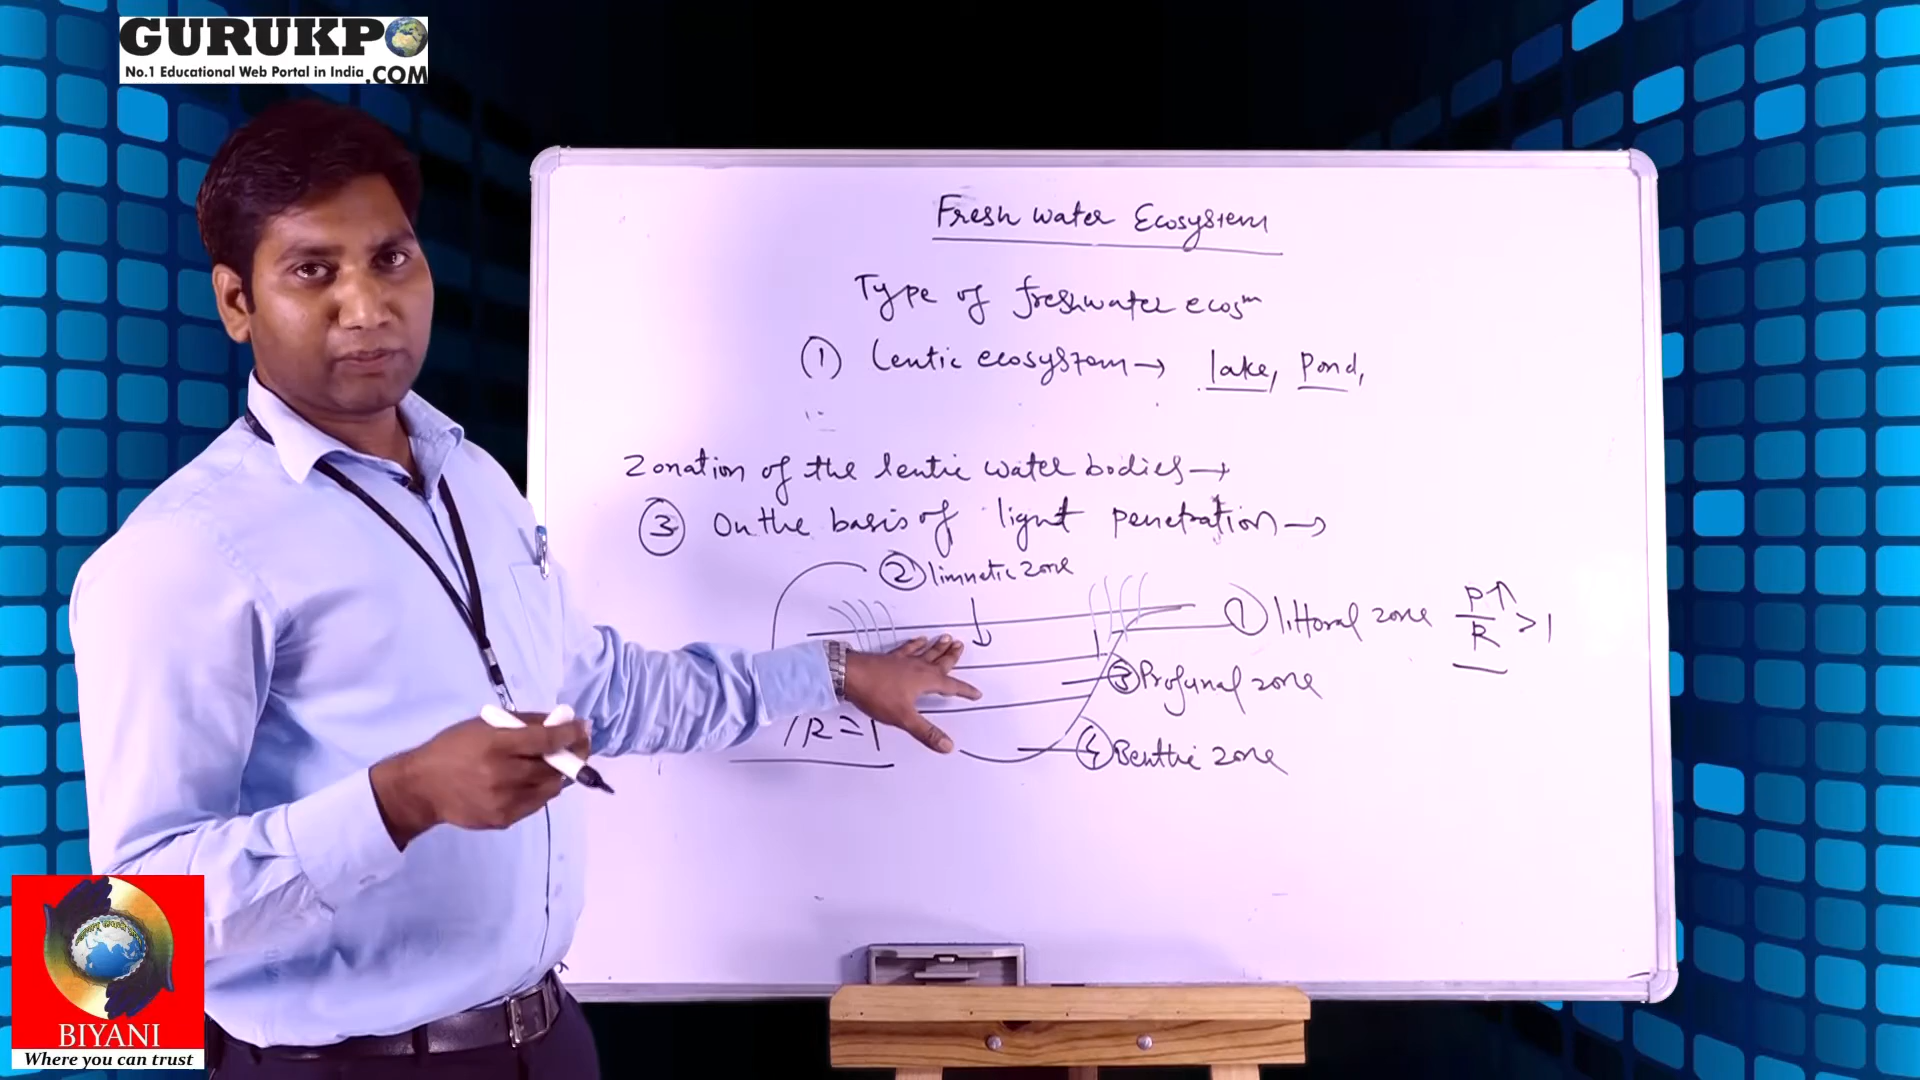 GURUKPO
No.1 Educational Web Portal in India .COM
Fresh water Ecosystem
Type of freshwater ecosm
① Lentic ecosystem → lake, Pond,
Zonation of the lentic water bodies →
③ On the basis of light penetration →
② limnetic zone
① littoral zone P↑/R > 1
③ Profunal zone
/R = 1
④ Benthic zone
BIYANI
Where you can trust